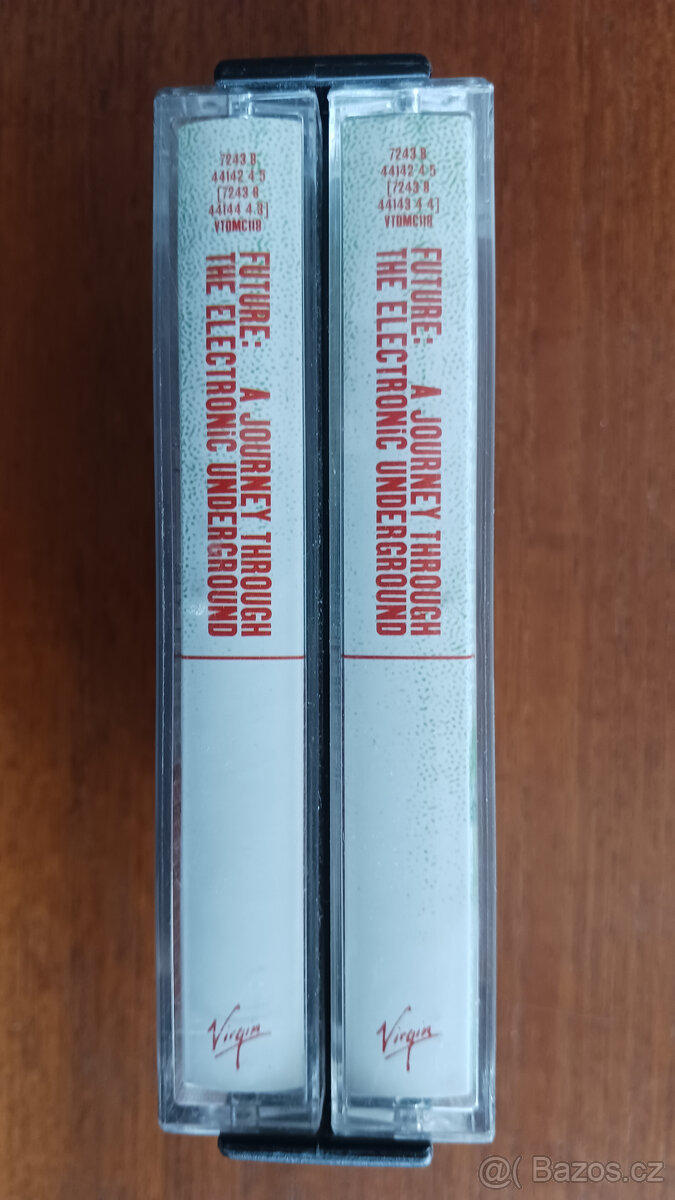 7243 8
44142 4 5
[7243 8
44144 4 3]
VTDMC118
FUTURE: A JOURNEY THROUGH
THE ELECTRONIC UNDERGROUND
Virgin
7243 8
44142 4 5
[7243 8
44143 4 4]
VTDMC118
FUTURE: A JOURNEY THROUGH
THE ELECTRONIC UNDERGROUND
Virgin
@( Bazos.cz